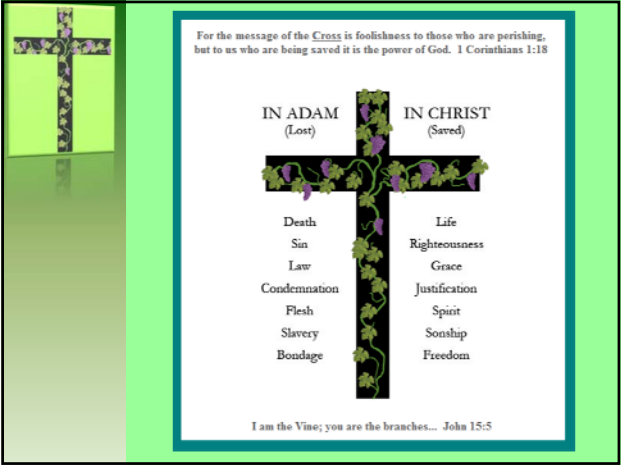 For the message of the Cross is foolishness to those who are perishing,
but to us who are being saved it is the power of God. 1 Corinthians 1:18
IN ADAM
(Lost)
IN CHRIST
(Saved)
Death
Life
Sin
Righteousness
Law
Grace
Condemnation
Justification
Flesh
Spirit
Slavery
Sonship
Bondage
Freedom
I am the Vine; you are the branches... John 15:5